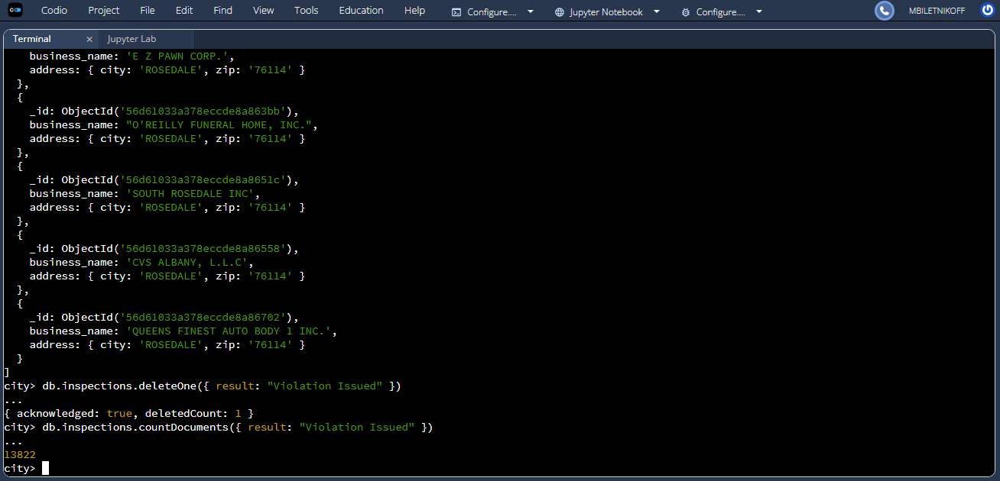 Codio Project File Edit Find View Tools Education Help Configure.... Jupyter Notebook Configure.... MBILETNIKOFF
Terminal × Jupyter Lab
business_name: 'E Z PAWN CORP.',
address: { city: 'ROSEDALE', zip: '76114' }
},
{
_id: ObjectId('56d61033a378eccde8a863bb'),
business_name: "O'REILLY FUNERAL HOME, INC.",
address: { city: 'ROSEDALE', zip: '76114' }
},
{
_id: ObjectId('56d61033a378eccde8a8651c'),
business_name: 'SOUTH ROSEDALE INC',
address: { city: 'ROSEDALE', zip: '76114' }
},
{
_id: ObjectId('56d61033a378eccde8a86558'),
business_name: 'CVS ALBANY, L.L.C',
address: { city: 'ROSEDALE', zip: '76114' }
},
{
_id: ObjectId('56d61033a378eccde8a86702'),
business_name: 'QUEENS FINEST AUTO BODY 1 INC.',
address: { city: 'ROSEDALE', zip: '76114' }
}
]
city> db.inspections.deleteOne({ result: "Violation Issued" })
...
{ acknowledged: true, deletedCount: 1 }
city> db.inspections.countDocuments({ result: "Violation Issued" })
...
13822
city>